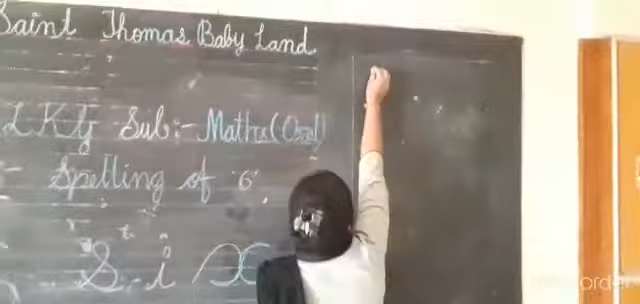 Saint Thomas Baby Land
LKG Sub:- Maths(Oral)
Spelling of '6'
S - i x